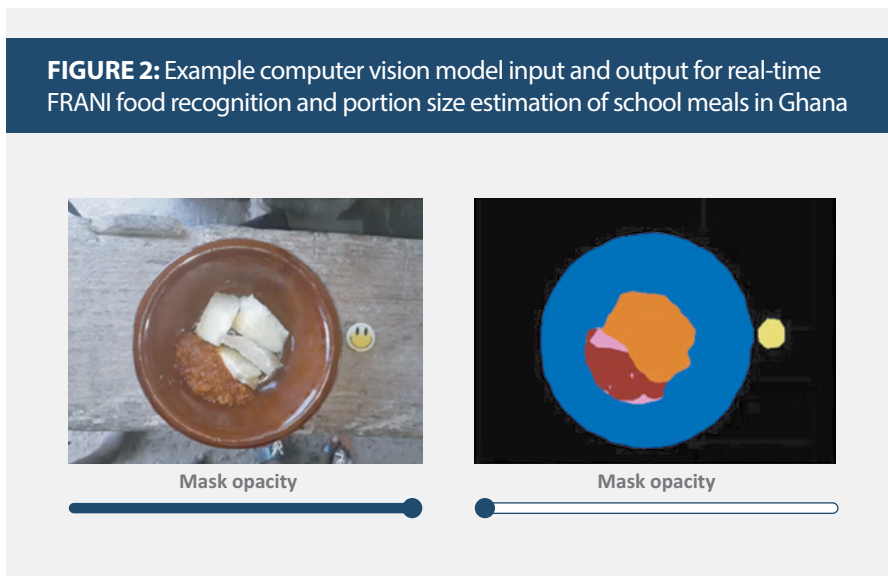 FIGURE 2: Example computer vision model input and output for real-time
FRANI food recognition and portion size estimation of school meals in Ghana
Mask opacity
Mask opacity